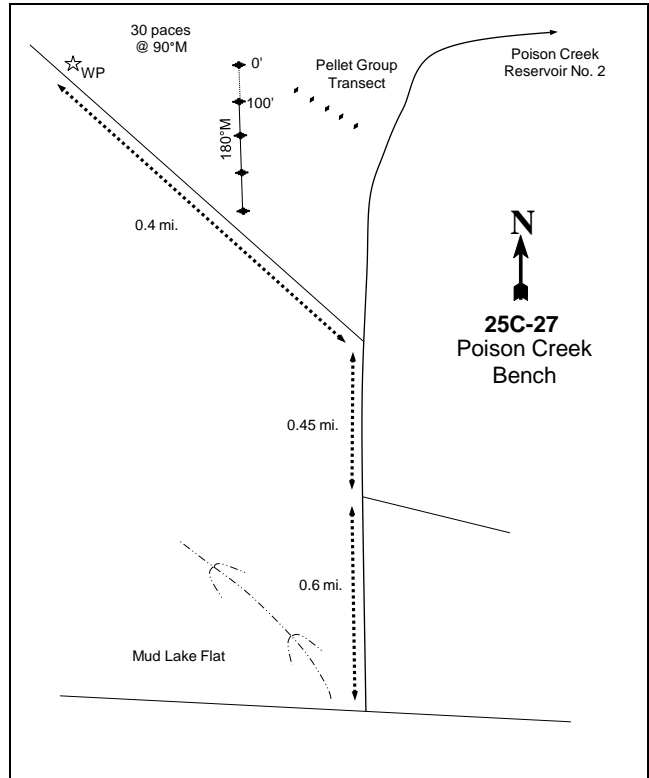 30 paces
@ 90°M
WP
0'
100'
180°M
Pellet Group
Transect
Poison Creek
Reservoir No. 2
0.4 mi.
N
25C-27
Poison Creek
Bench
0.45 mi.
0.6 mi.
Mud Lake Flat